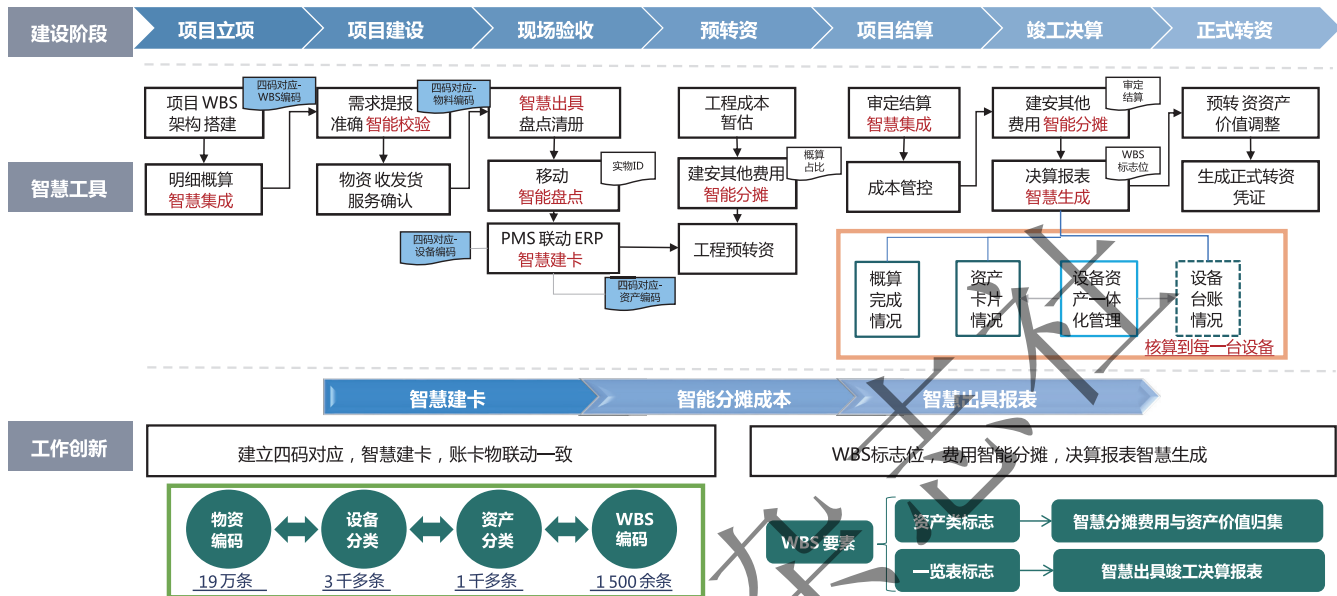 建设阶段
项目立项
项目建设
现场验收
预转资
项目结算
竣工决算
正式转资
智慧工具
项目 WBS
架构 搭建
四码对应-
WBS编码
明细概算
智慧集成
需求提报
准确 智能校验
四码对应-
物料编码
物资 收发货
服务确认
智慧出具
盘点清册
移动
智能盘点
实物ID
PMS 联动 ERP
智慧建卡
四码对应-
设备编码
四码对应-
资产编码
工程成本
暂估
建安其他费用
智能分摊
概算
占比
工程预转资
审定结算
智慧集成
成本管控
建安其他
费用 智能分摊
审定
结算
决算报表
智慧生成
WBS
标志位
预转 资资产
价值调整
生成正式转资
凭证
概算
完成
情况
资产
卡片
情况
设备资
产一体
化管理
设备
台账
情况
核算到每一台设备
智慧建卡
智能分摊成本
智慧出具报表
工作创新
建立四码对应，智慧建卡，账卡物联动一致
WBS标志位，费用智能分摊，决算报表智慧生成
物资
编码
设备
分类
资产
分类
WBS
编码
19万条
3千多条
1千多条
1 500余条
WBS 要素
资产类标志
智慧分摊费用与资产价值归集
一览表标志
智慧出具竣工决算报表